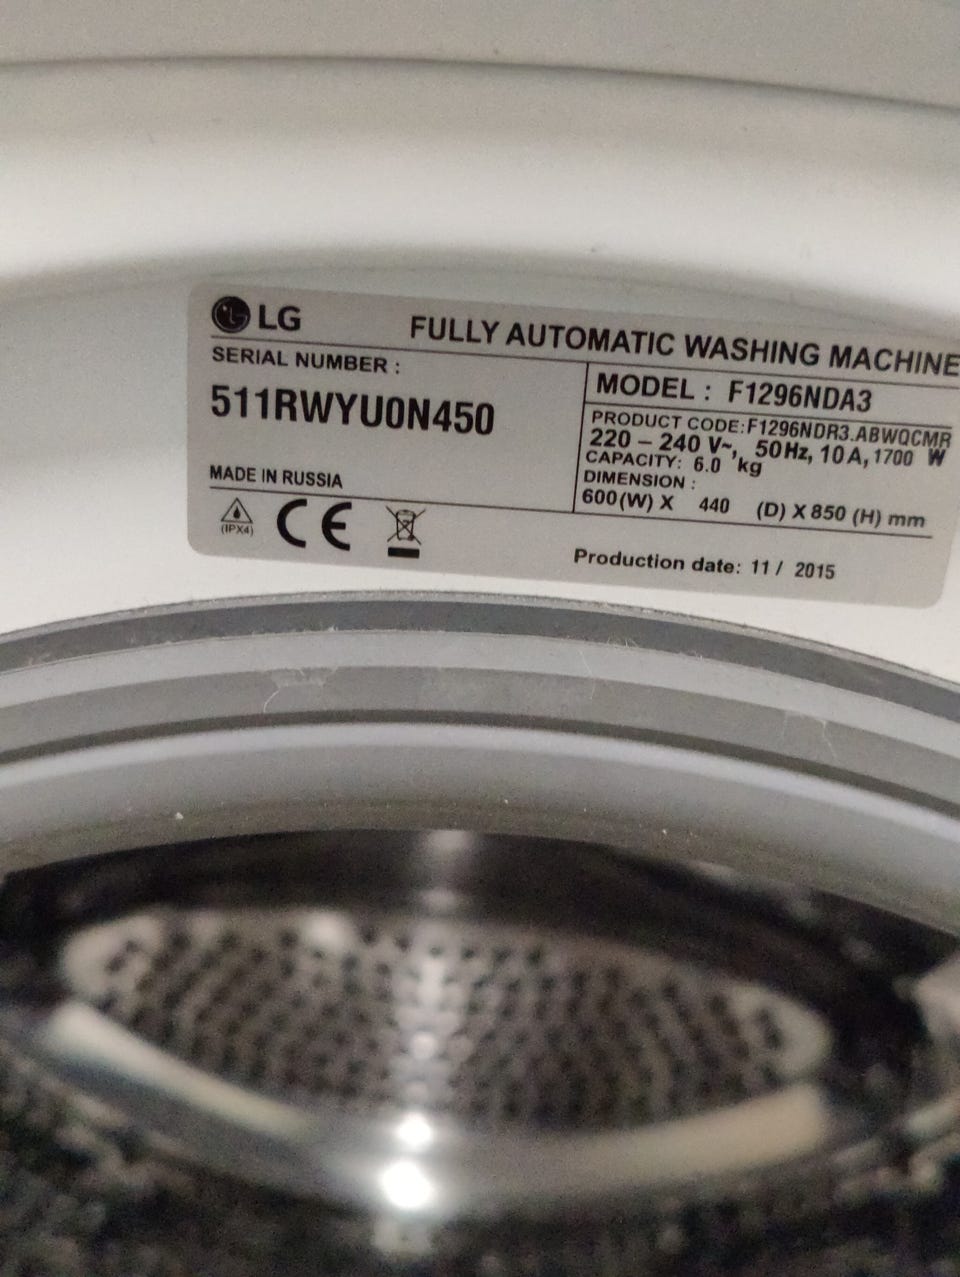 LG
FULLY AUTOMATIC WASHING MACHINE
SERIAL NUMBER :
511RWYU0N450
MADE IN RUSSIA
(IPX4)
CE
MODEL : F1296NDA3
PRODUCT CODE:F1296NDR3.ABWQCMR
220 – 240 V~, 50Hz, 10A, 1700 W
CAPACITY: 6.0 kg
DIMENSION :
600(W) X 440 (D) X 850 (H) mm
Production date: 11 / 2015